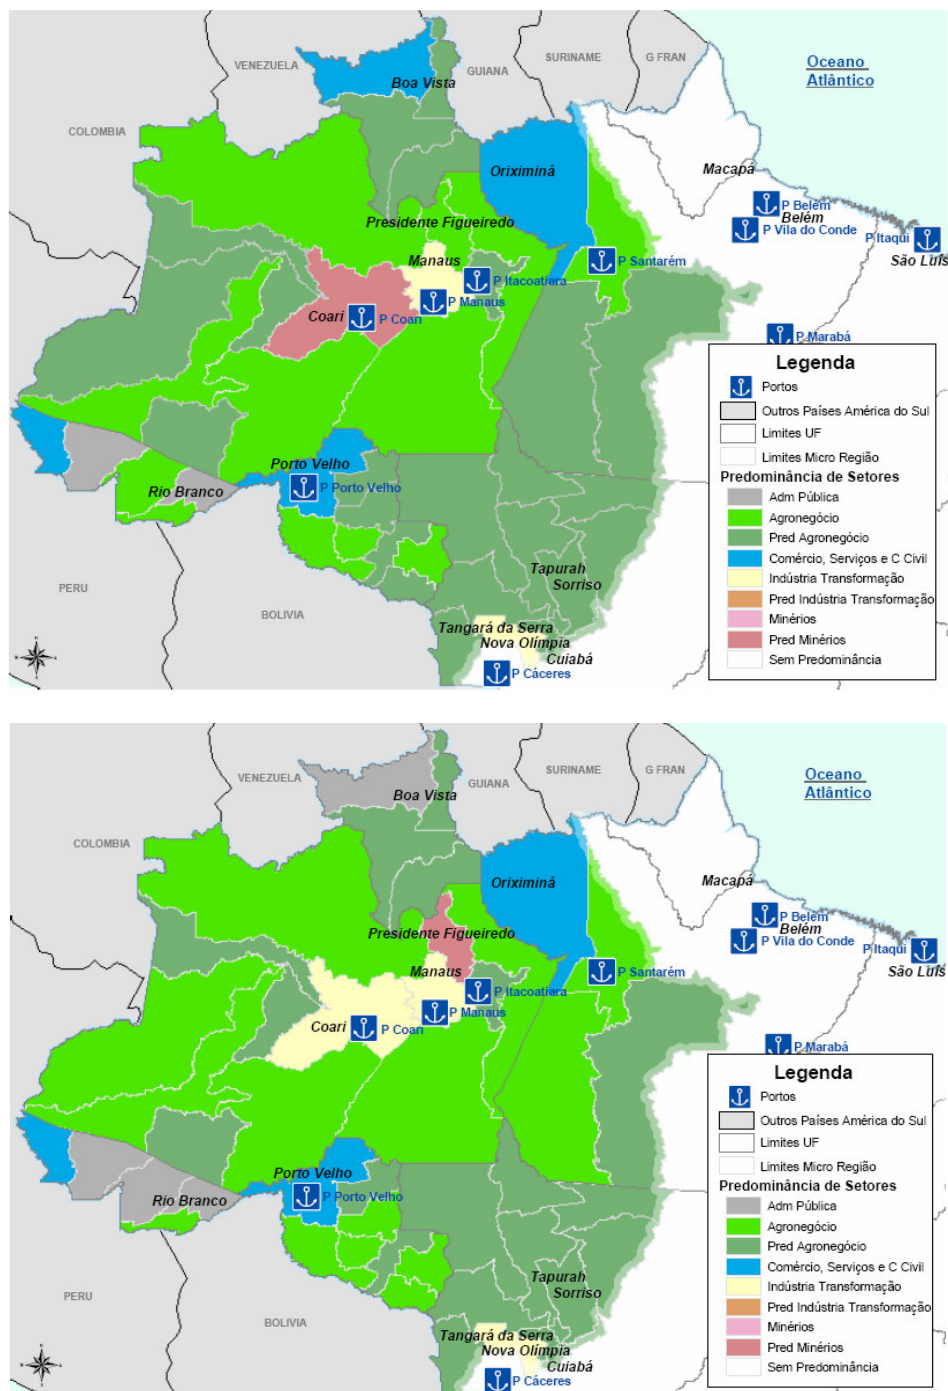 SURINAME
G FRAN
VENEZUELA
GUIANA
Oceano
Atlântico
Boa Vista
COLOMBIA
Oriximiná
Macapá
P Belém
Belém
Presidente Figueiredo
P Vila do Conde
P Itaqui
São Luís
Manaus
P Santarém
P Itacoatiara
P Manaus
Coari
P Coari
P Marabá
Legenda
Portos
Outros Países América do Sul
Limites UF
Limites Micro Região
Predominância de Setores
Adm Pública
Agronegócio
Pred Agronegócio
Comércio, Serviços e C Civil
Indústria Transformação
Pred Indústria Transformação
Minérios
Pred Minérios
Sem Predominância
Porto Velho
P Porto Velho
Rio Branco
PERU
BOLIVIA
Tapurah
Sorriso
Tangará da Serra
Nova Olímpia
Cuiabá
P Cáceres
SURINAME
G FRAN
VENEZUELA
GUIANA
Oceano
Atlântico
Boa Vista
COLOMBIA
Oriximiná
Macapá
P Belém
Belém
Presidente Figueiredo
P Vila do Conde
P Itaqui
São Luís
Manaus
P Santarém
P Itacoatiara
P Manaus
Coari
P Coari
P Marabá
Legenda
Portos
Outros Países América do Sul
Limites UF
Limites Micro Região
Predominância de Setores
Adm Pública
Agronegócio
Pred Agronegócio
Comércio, Serviços e C Civil
Indústria Transformação
Pred Indústria Transformação
Minérios
Pred Minérios
Sem Predominância
Porto Velho
P Porto Velho
Rio Branco
PERU
BOLIVIA
Tapurah
Sorriso
Tangará da Serra
Nova Olímpia
Cuiabá
P Cáceres